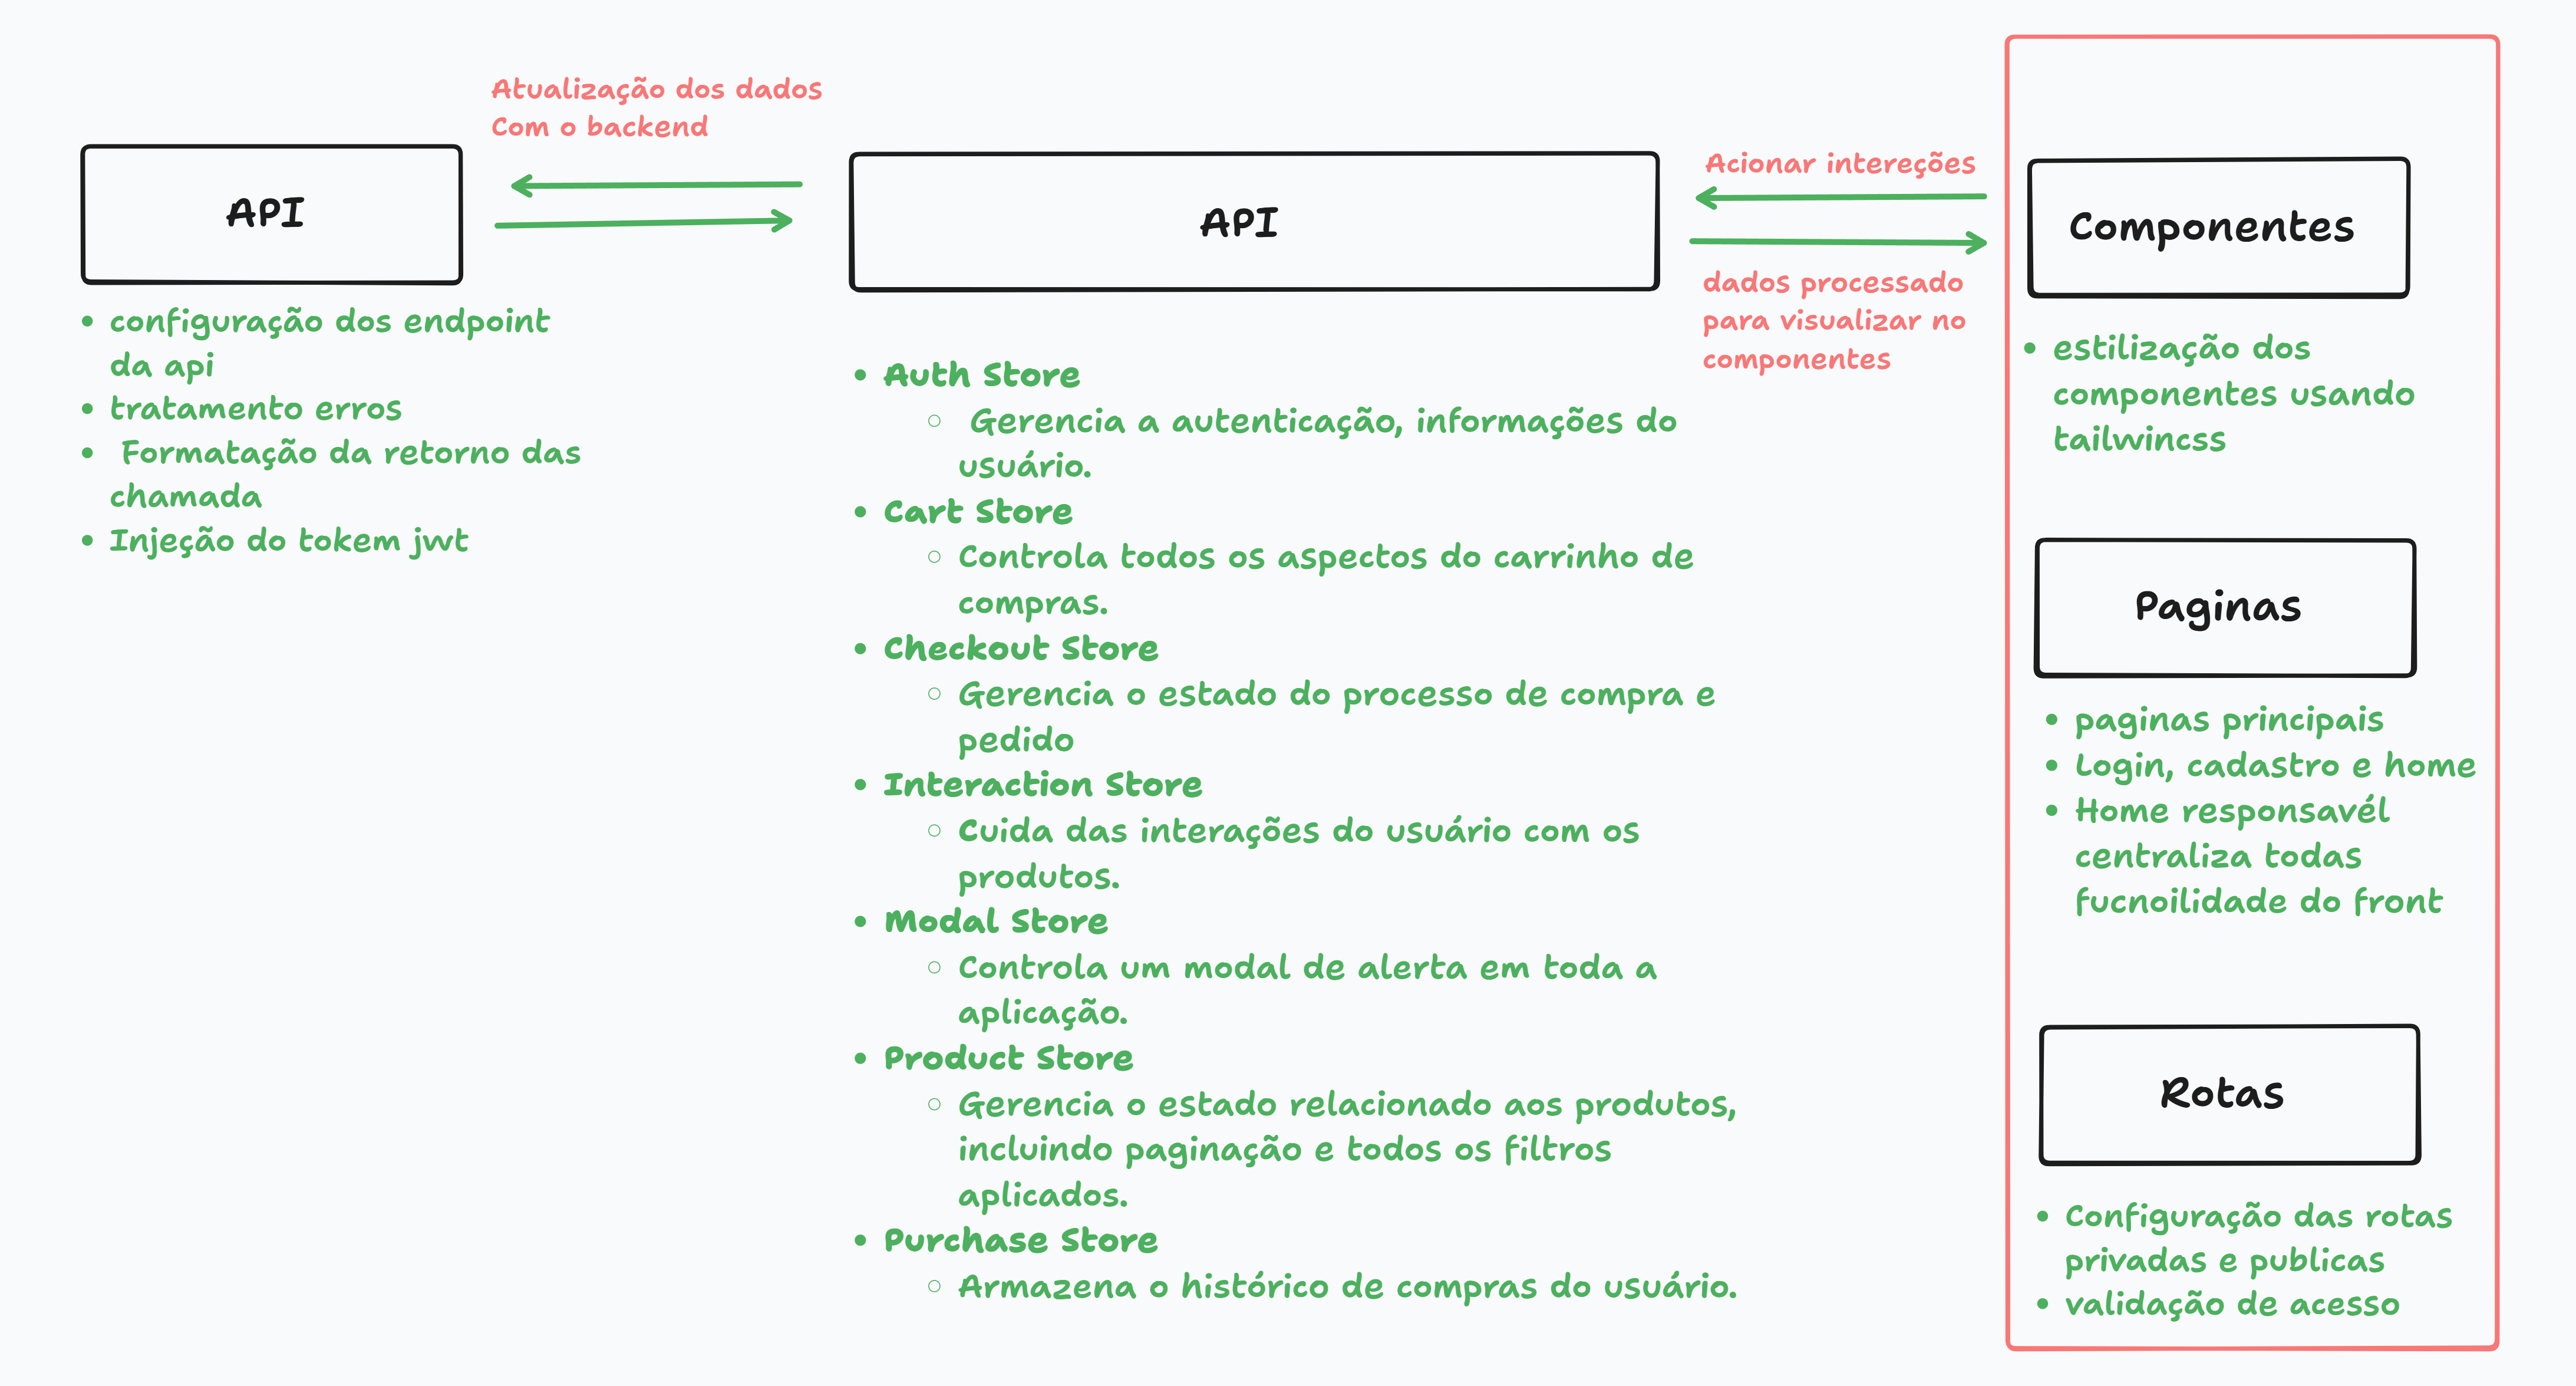 Atualização dos dados
Com o backend
API
configuração dos endpoint
da api
tratamento erros
Formatação da retorno das
chamada
Injeção do tokem jwt
API
Auth Store
Gerencia a autenticação, informações do
usuário.
Cart Store
Controla todos os aspectos do carrinho de
compras.
Checkout Store
Gerencia o estado do processo de compra e
pedido
Interaction Store
Cuida das interações do usuário com os
produtos.
Modal Store
Controla um modal de alerta em toda a
aplicação.
Product Store
Gerencia o estado relacionado aos produtos,
incluindo paginação e todos os filtros
aplicados.
Purchase Store
Armazena o histórico de compras do usuário.
Acionar intereções
dados processado
para visualizar no
componentes
Componentes
estilização dos
componentes usando
tailwincss
Paginas
paginas principais
Login, cadastro e home
Home responsavél
centraliza todas
fucnoilidade do front
Rotas
Configuração das rotas
privadas e publicas
validação de acesso